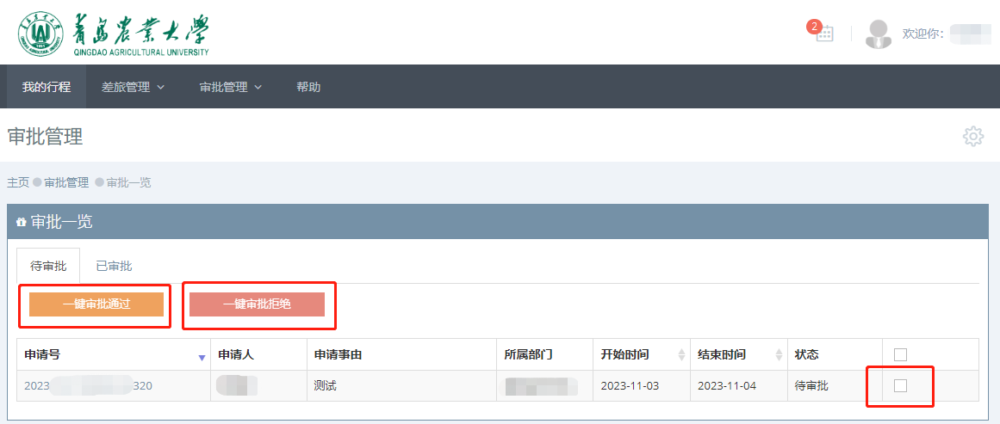 青岛农业大学
QINGDAO AGRICULTURAL UNIVERSITY
2
欢迎你:
我的行程 差旅管理 审批管理 帮助
审批管理
主页 审批管理 审批一览
审批一览
待审批 已审批
一键审批通过 一键审批拒绝
申请号 申请人 申请事由 所属部门 开始时间 结束时间 状态
2023 320 测试 2023-11-03 2023-11-04 待审批